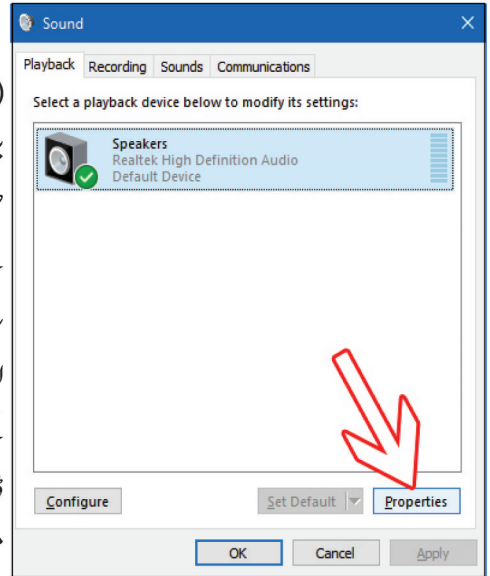 Sound
Playback Recording Sounds Communications
Select a playback device below to modify its settings:
Speakers
Realtek High Definition Audio
Default Device
Configure Set Default Properties
OK Cancel Apply